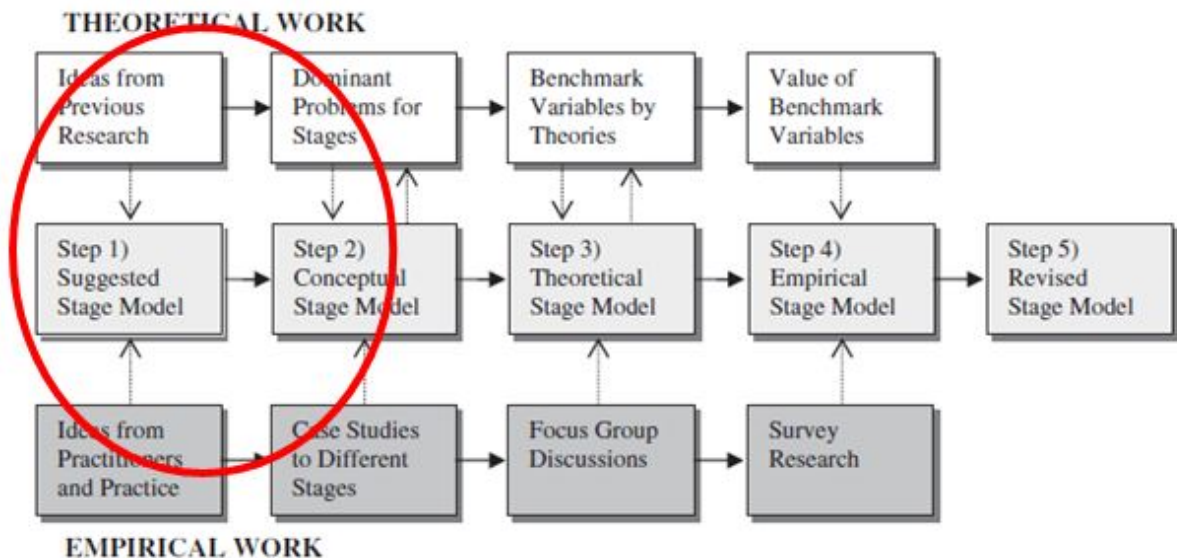 THEORETICAL WORK
Ideas from
Previous
Research
Dominant
Problems for
Stages
Benchmark
Variables by
Theories
Value of
Benchmark
Variables
Step 1)
Suggested
Stage Model
Step 2)
Conceptual
Stage Model
Step 3)
Theoretical
Stage Model
Step 4)
Empirical
Stage Model
Step 5)
Revised
Stage Model
Ideas from
Practitioners
and Practice
Case Studies
to Different
Stages
Focus Group
Discussions
Survey
Research
EMPIRICAL WORK